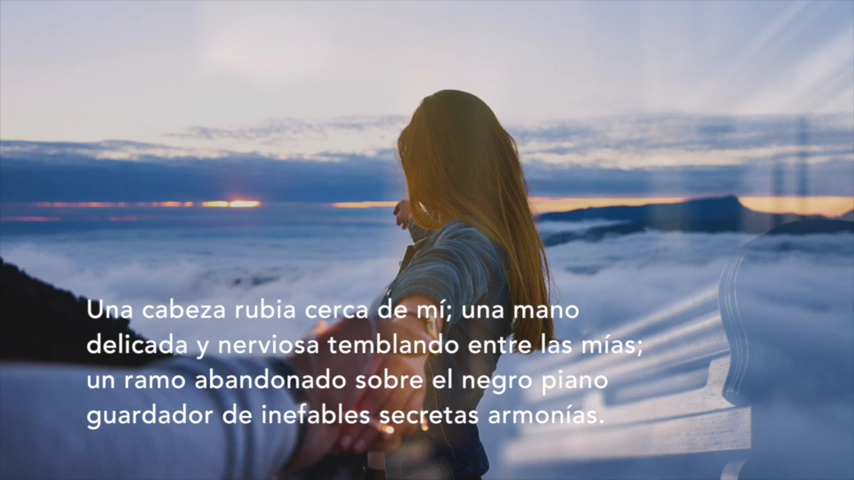 Una cabeza rubia cerca de mí; una mano
delicada y nerviosa temblando entre las mías;
un ramo abandonado sobre el negro piano
guardador de inefables secretas armonías.